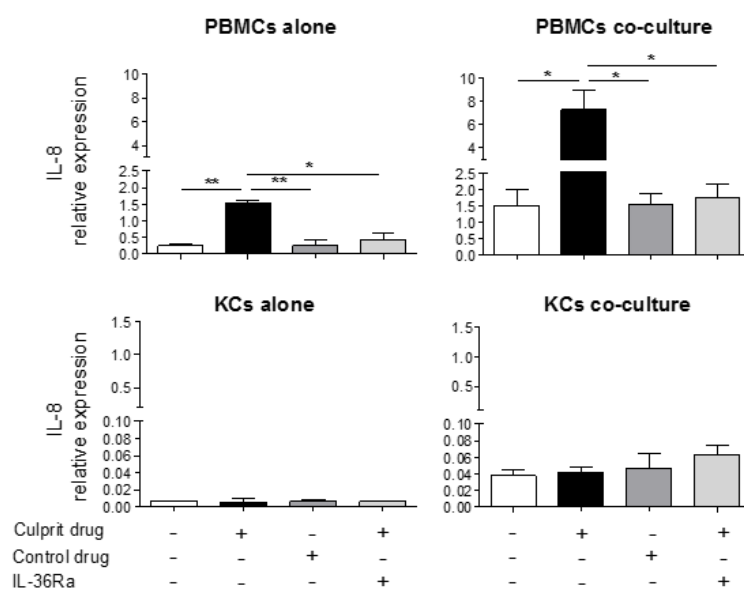 PBMCs alone
PBMCs co-culture
IL-8
relative expression
10
8
6
4
2.5
2.0
1.5
1.0
0.5
0.0
** ** *
10
8
6
4
2.5
2.0
1.5
1.0
0.5
0.0
* * *
KCs alone
KCs co-culture
IL-8
relative expression
1.5
1.0
0.5
0.10
0.08
0.06
0.04
0.02
0.00
1.5
1.0
0.5
0.10
0.08
0.06
0.04
0.02
0.00
Culprit drug - + - + - + - +
Control drug - - + - - - + -
IL-36Ra - - - + - - - +